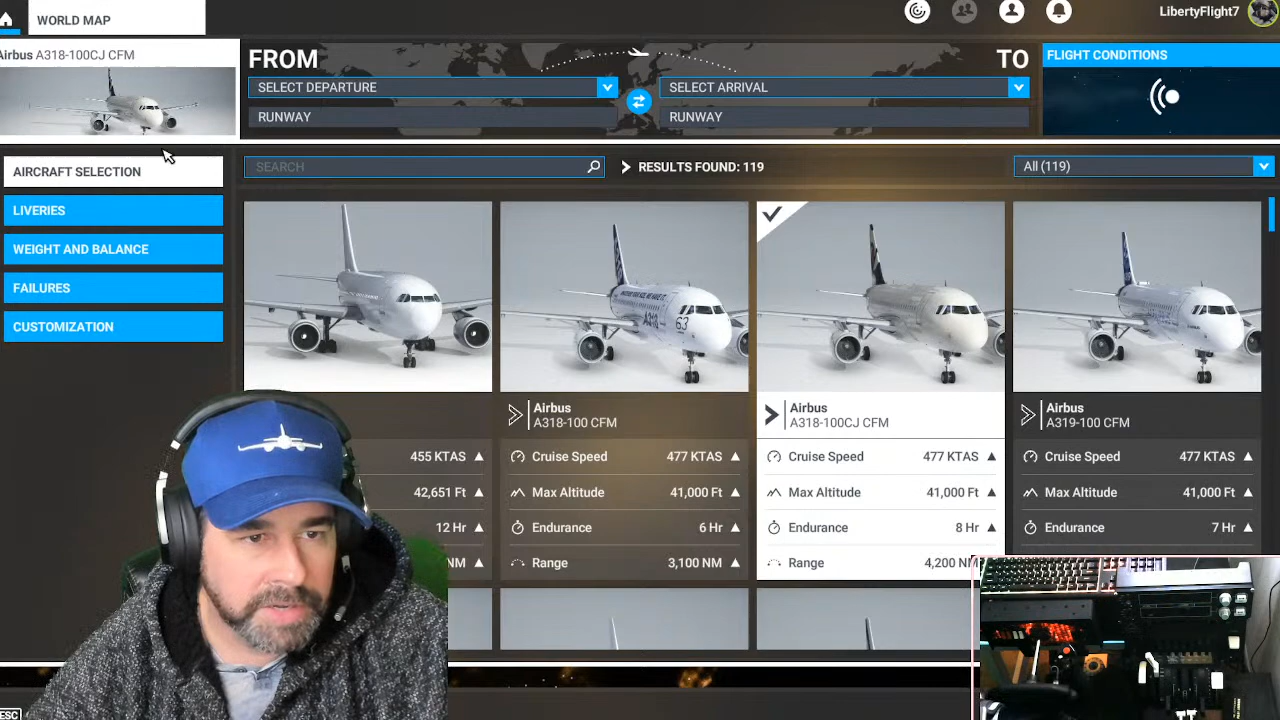 WORLD MAP
LibertyFlight7
Airbus A318-100CJ CFM
FROM
TO
FLIGHT CONDITIONS
SELECT DEPARTURE
SELECT ARRIVAL
RUNWAY
RUNWAY
AIRCRAFT SELECTION
SEARCH
RESULTS FOUND: 119
All (119)
LIVERIES
WEIGHT AND BALANCE
FAILURES
CUSTOMIZATION
A318
63
Airbus
A318-100 CFM
Airbus
A318-100CJ CFM
Airbus
A319-100 CFM
455 KTAS
Cruise Speed 477 KTAS
Cruise Speed 477 KTAS
Cruise Speed 477 KTAS
42,651 Ft
Max Altitude 41,000 Ft
Max Altitude 41,000 Ft
Max Altitude 41,000 Ft
12 Hr
Endurance 6 Hr
Endurance 8 Hr
Endurance 7 Hr
NM
Range 3,100 NM
Range 4,200 NM
ESC